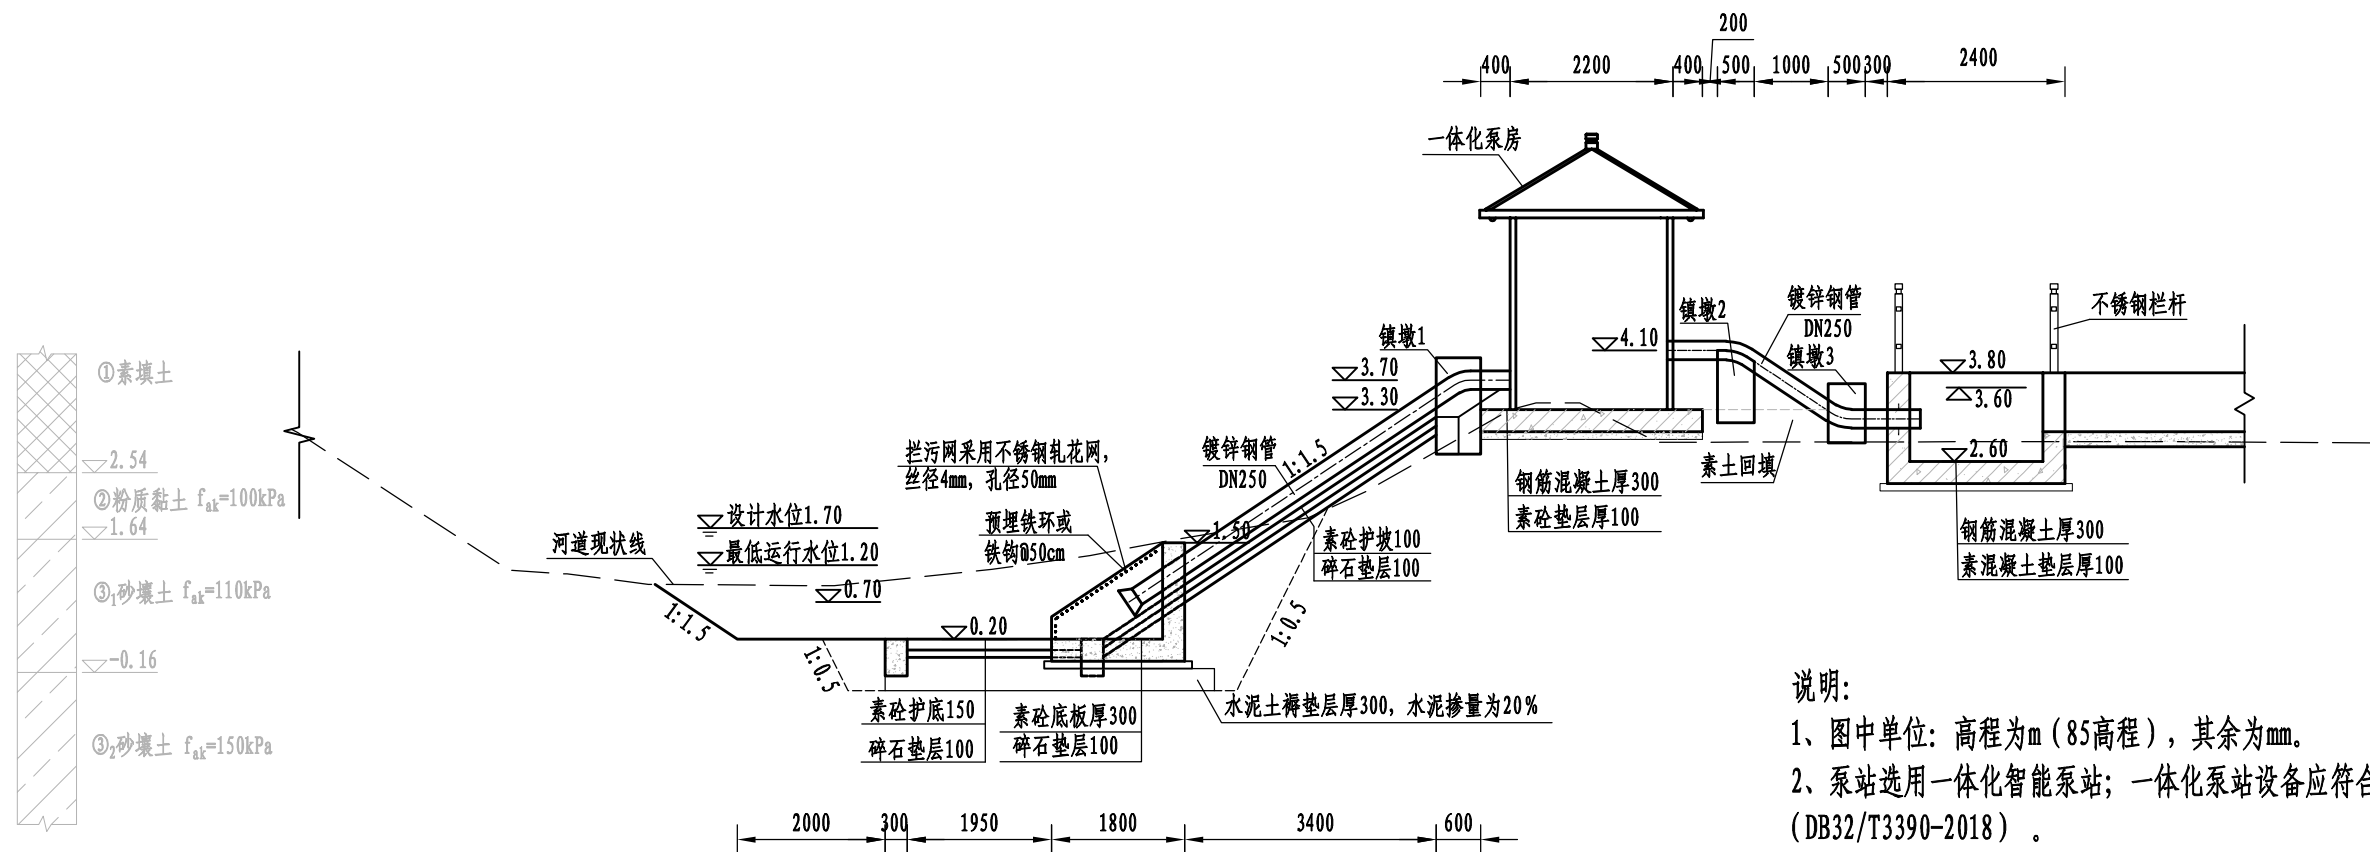 200
400
2200
400
500
1000
500
300
2400
一体化泵房
镇墩2
镀锌钢管
DN250
不锈钢栏杆
4.10
镇墩1
镇墩3
3.80
3.70
3.60
3.30
①素填土
2.54
②粉质黏土 fak=100kPa
1.64
③1砂壤土 fak=110kPa
-0.16
③2砂壤土 fak=150kPa
拦污网采用不锈钢轧花网，
丝径4mm，孔径50mm
镀锌钢管
DN250
1:1.5
素土回填
2.60
钢筋混凝土厚300
素砼垫层厚100
设计水位1.70
最低运行水位1.20
预埋铁环或
铁钩@50cm
1.50
素砼护坡100
碎石垫层100
钢筋混凝土厚300
素混凝土垫层厚100
河道现状线
0.70
1:1.5
0.20
1:0.5
1:0.5
素砼护底150
碎石垫层100
素砼底板厚300
碎石垫层100
水泥土褥垫层厚300，水泥掺量为20%
2000
300
1950
1800
3400
600
说明：
1、图中单位：高程为m（85高程），其余为mm。
2、泵站选用一体化智能泵站；一体化泵站设备应符合
（DB32/T3390-2018）。